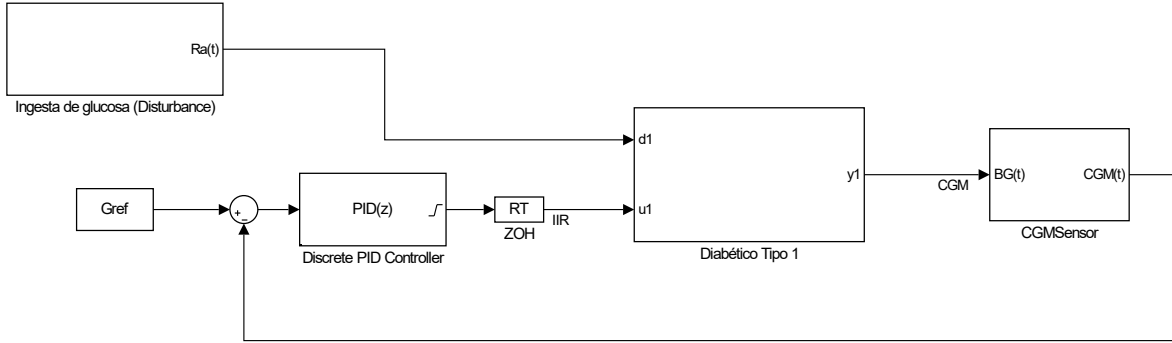 Ra(t)
Ingesta de glucosa (Disturbance)
d1
y1
u1
Diabético Tipo 1
CGM
BG(t)
CGM(t)
CGMSensor
Gref
+
−
PID(z)
Discrete PID Controller
RT
ZOH
IIR